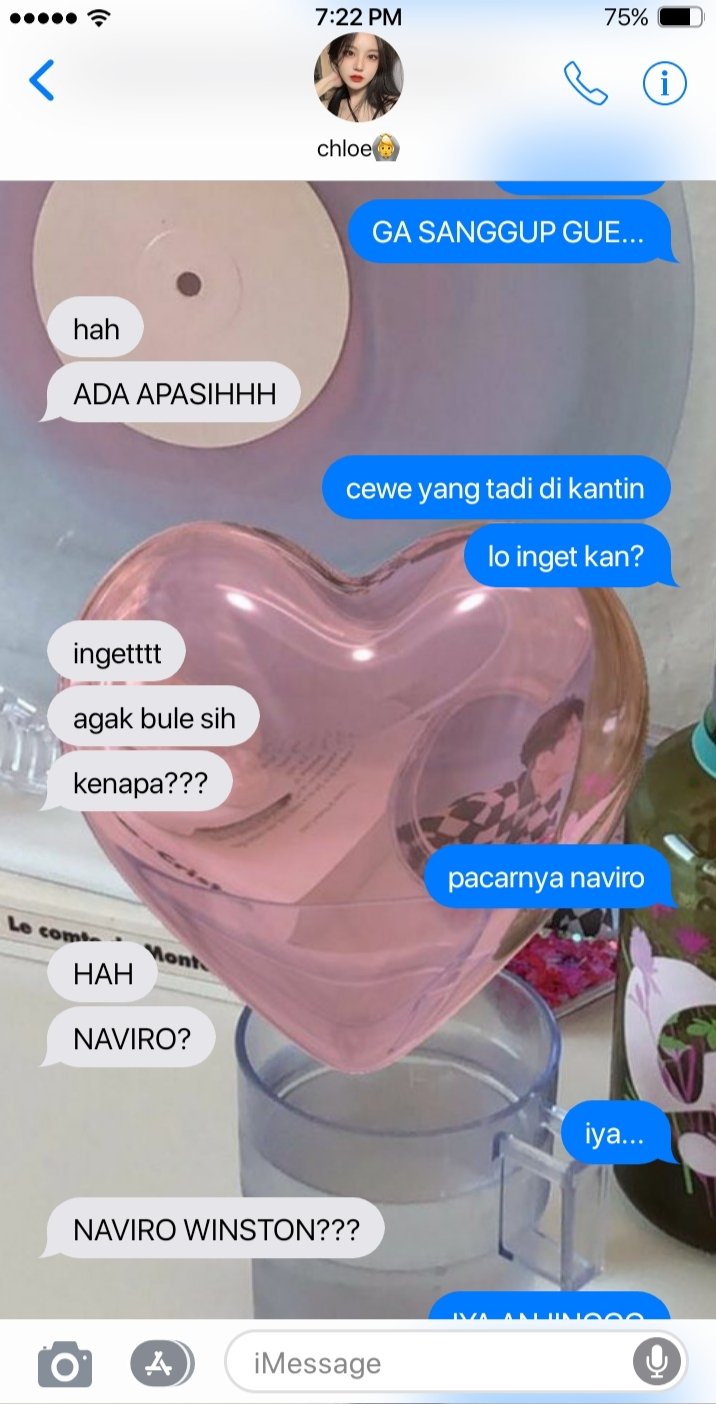 7:22 PM
75%
chloe
GA SANGGUP GUE...
hah
ADA APASIHHH
cewe yang tadi di kantin
lo inget kan?
ingetttt
agak bule sih
kenapa???
pacarnya naviro
Le comte de Monte
HAH
NAVIRO?
iya...
NAVIRO WINSTON???
iMessage